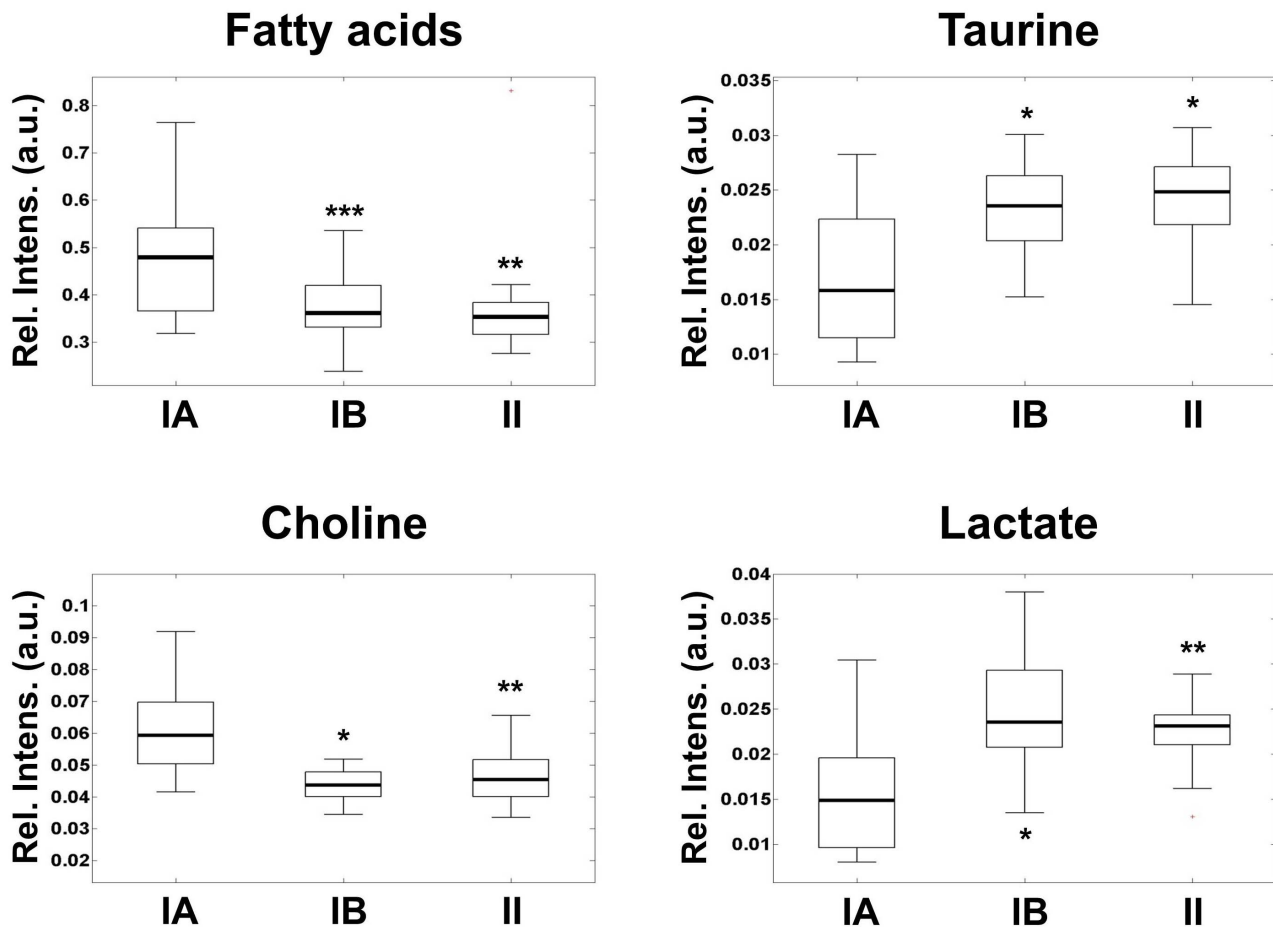 Fatty acids
Rel. Intens. (a.u.)
0.8
0.7
0.6
0.5
0.4
0.3
***
**
IA IB II
Taurine
Rel. Intens. (a.u.)
0.035
0.03
0.025
0.02
0.015
0.01
* *
IA IB II
Choline
Rel. Intens. (a.u.)
0.1
0.09
0.08
0.07
0.06
0.05
0.04
0.03
0.02
**
*
IA IB II
Lactate
Rel. Intens. (a.u.)
0.04
0.03
0.025
0.02
0.015
0.01
**
*
IA IB II